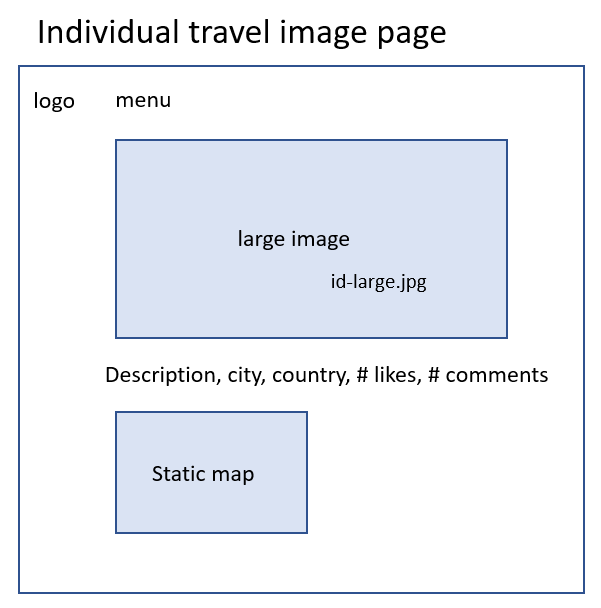 Individual travel image page
logo menu
large image
id-large.jpg
Description, city, country, # likes, # comments
Static map